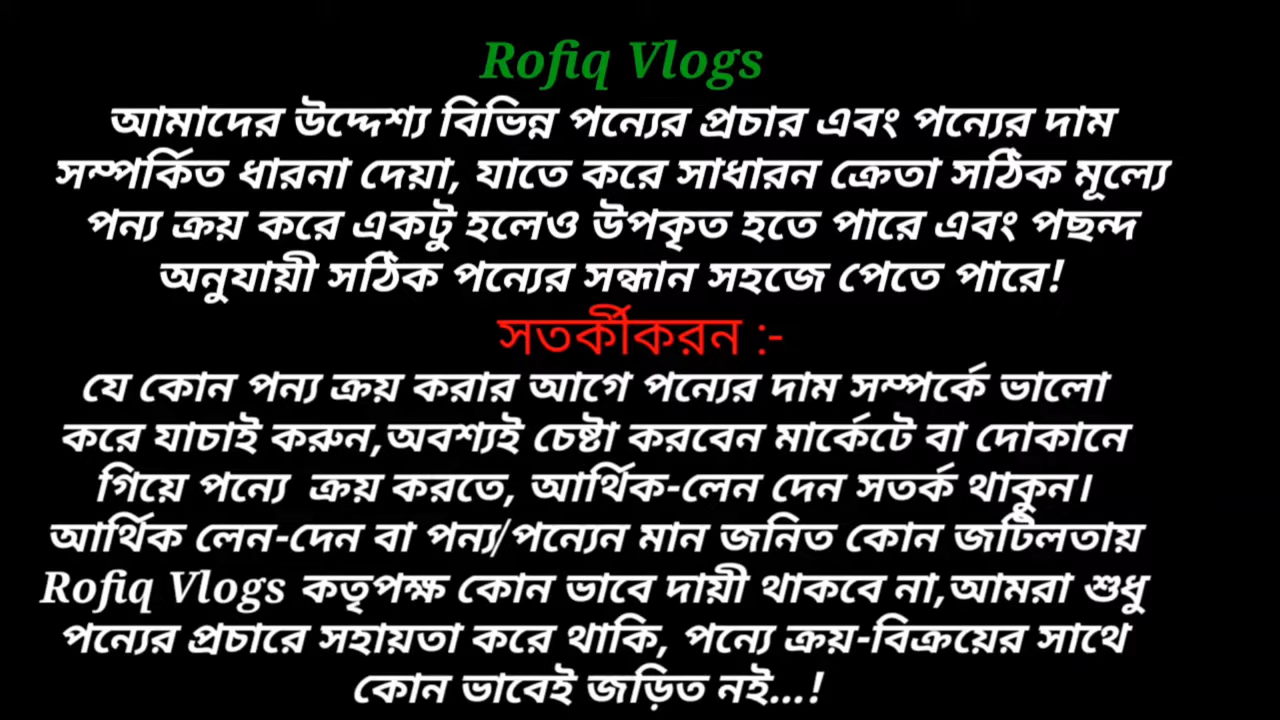 Rofiq Vlogs
আমাদের উদ্দেশ্য বিভিন্ন পন্যের প্রচার এবং পন্যের দাম
সম্পর্কিত ধারনা দেয়া, যাতে করে সাধারন ক্রেতা সঠিক মূল্যে
পন্য ক্রয় করে একটু হলেও উপকৃত হতে পারে এবং পছন্দ
অনুযায়ী সঠিক পন্যের সন্ধান সহজে পেতে পারে!
সতর্কীকরন :-
যে কোন পন্য ক্রয় করার আগে পন্যের দাম সম্পর্কে ভালো
করে যাচাই করুন,অবশ্যই চেষ্টা করবেন মার্কেটে বা দোকানে
গিয়ে পন্যে ক্রয় করতে, আর্থিক-লেন দেন সতর্ক থাকুন।
আর্থিক লেন-দেন বা পন্য/পন্যেন মান জনিত কোন জটিলতায়
Rofiq Vlogs কতৃপক্ষ কোন ভাবে দায়ী থাকবে না,আমরা শুধু
পন্যের প্রচারে সহায়তা করে থাকি, পন্যে ক্রয়-বিক্রয়ের সাথে
কোন ভাবেই জড়িত নই...!